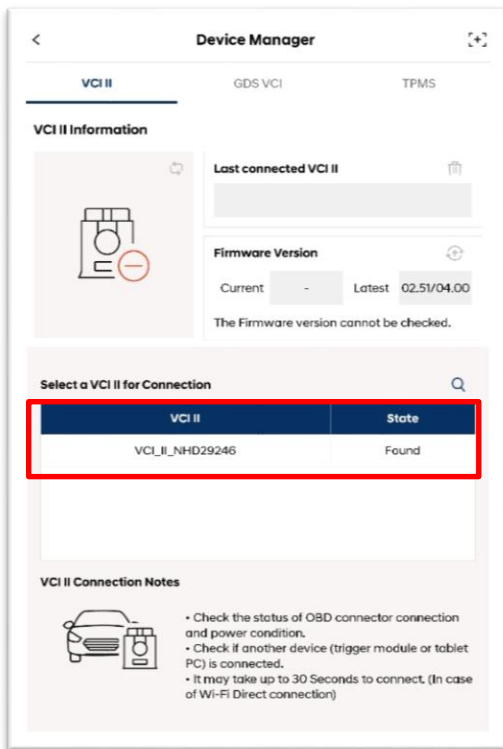 Device Manager
VCI II
GDS VCI
TPMS
VCI II Information
Last connected VCI II
Firmware Version
Current - Latest 02.51/04.00
The Firmware version cannot be checked.
Select a VCI II for Connection
VCI II State
VCI_II_NHD29246 Found
VCI II Connection Notes
• Check the status of OBD connector connection
and power condition.
• Check if another device (trigger module or tablet
PC) is connected.
• It may take up to 30 Seconds to connect. (In case
of Wi-Fi Direct connection)